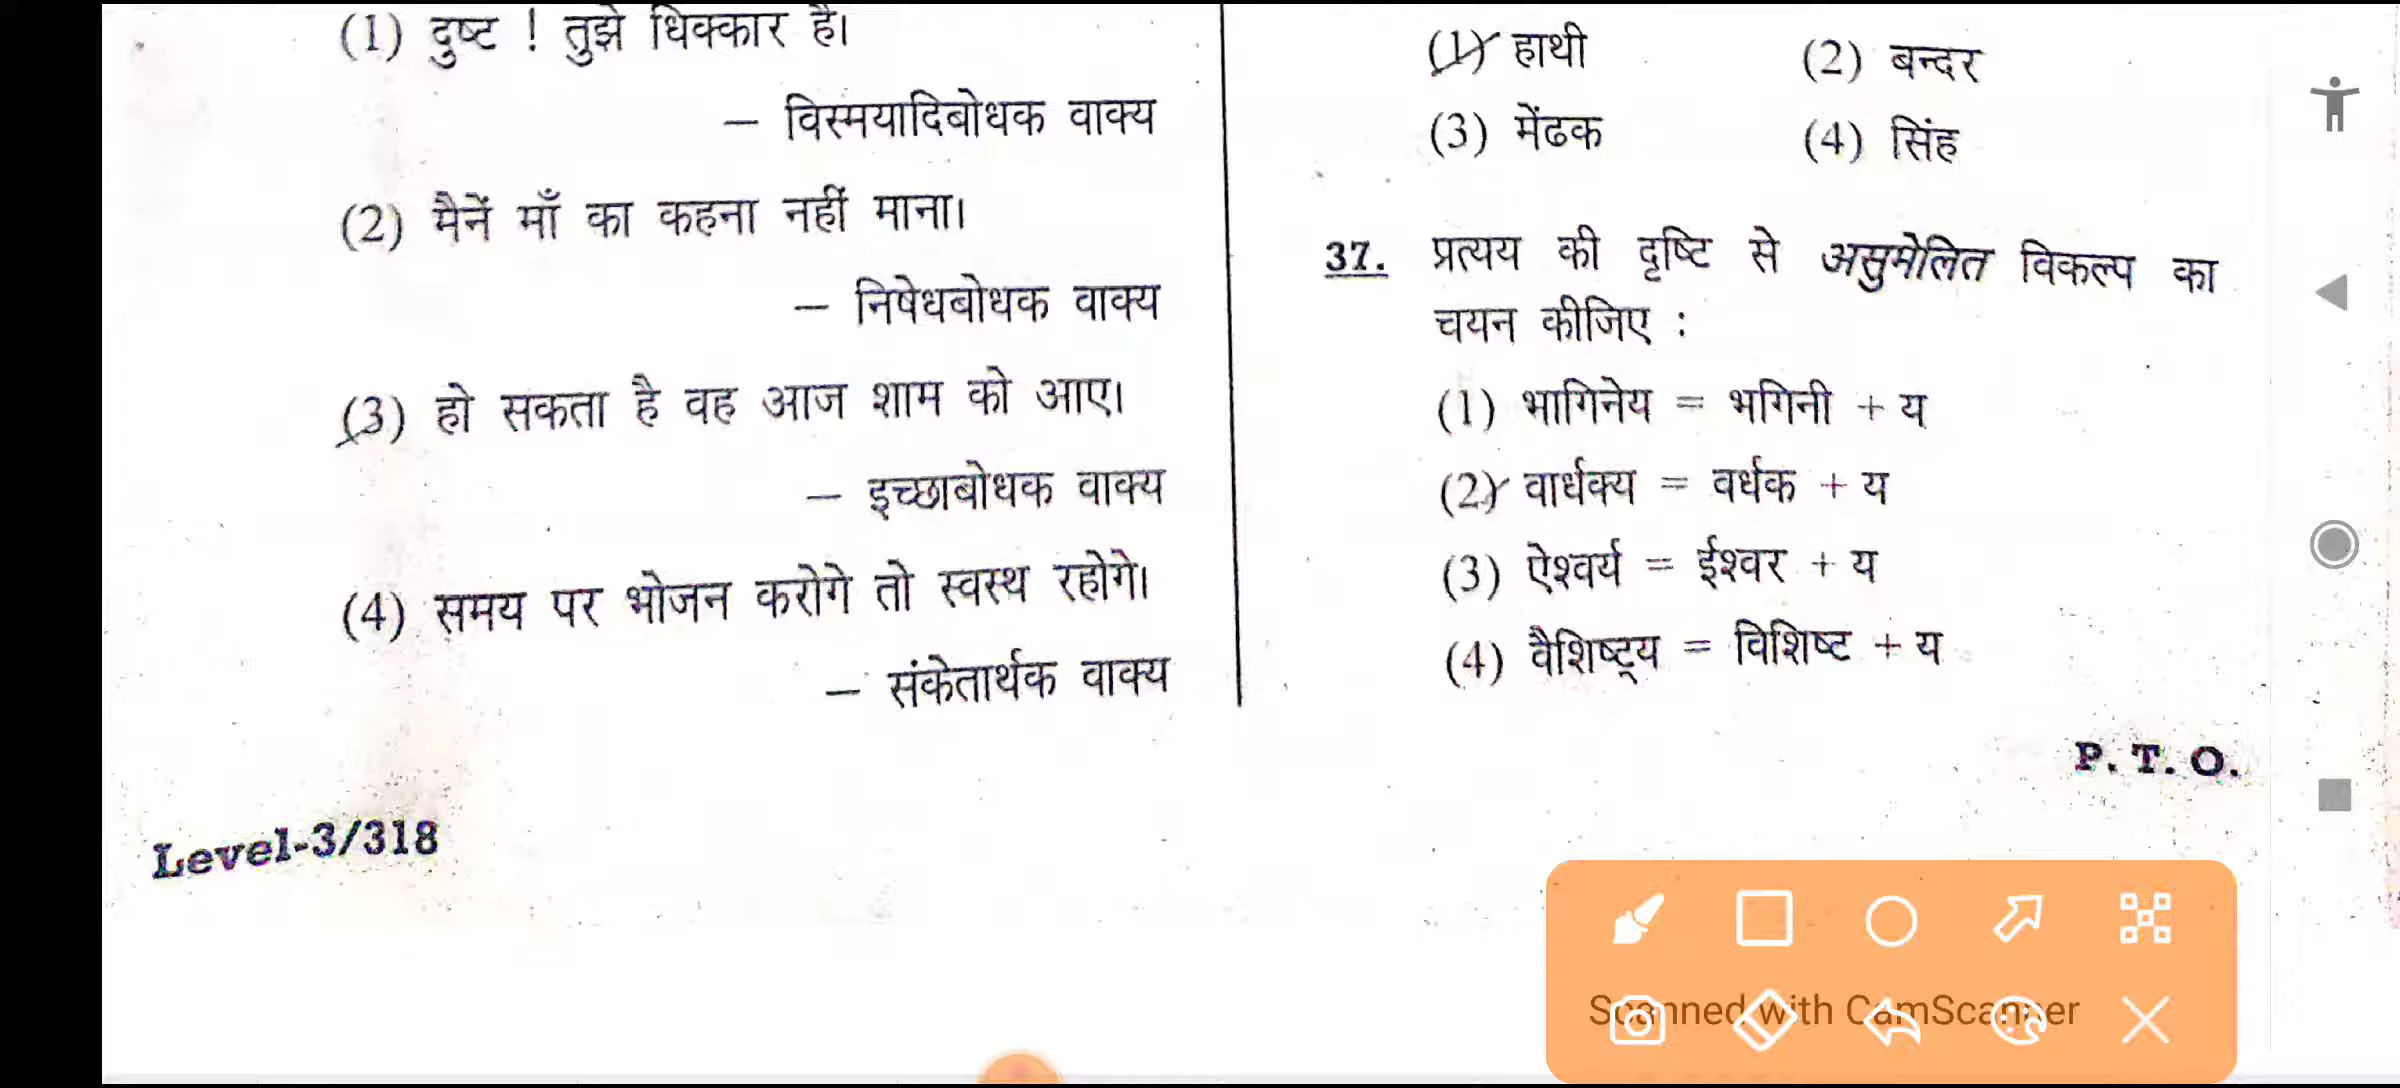 (1) दुष्ट ! तुझे धिक्कार है।
– विस्मयादिबोधक वाक्य
(2) मैनें माँ का कहना नहीं माना।
– निषेधबोधक वाक्य
(3) हो सकता है वह आज शाम को आए।
– इच्छाबोधक वाक्य
(4) समय पर भोजन करोगे तो स्वस्थ रहोगे।
– संकेतार्थक वाक्य
Level-3/318
(1) हाथी (2) बन्दर
(3) मेंढक (4) सिंह
37. प्रत्यय की दृष्टि से असुमेलित विकल्प का
चयन कीजिए :
(1) भागिनेय = भगिनी + य
(2) वार्धक्य = वर्धक + य
(3) ऐश्वर्य = ईश्वर + य
(4) वैशिष्ट्य = विशिष्ट + य
P. T. O.
Scanned with CamScanner